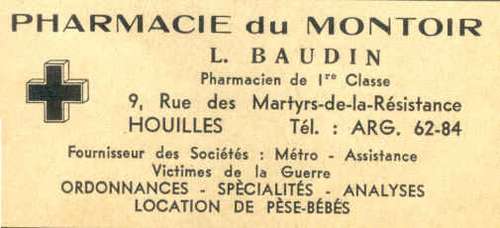 PHARMACIE du MONTOIR
L. BAUDIN
Pharmacien de 1re Classe
9, Rue des Martyrs-de-la-Résistance
HOUILLES Tél. : ARG. 62-84
Fournisseur des Sociétés : Métro - Assistance
Victimes de la Guerre
ORDONNANCES - SPÉCIALITÉS - ANALYSES
LOCATION DE PÈSE-BÉBÉS